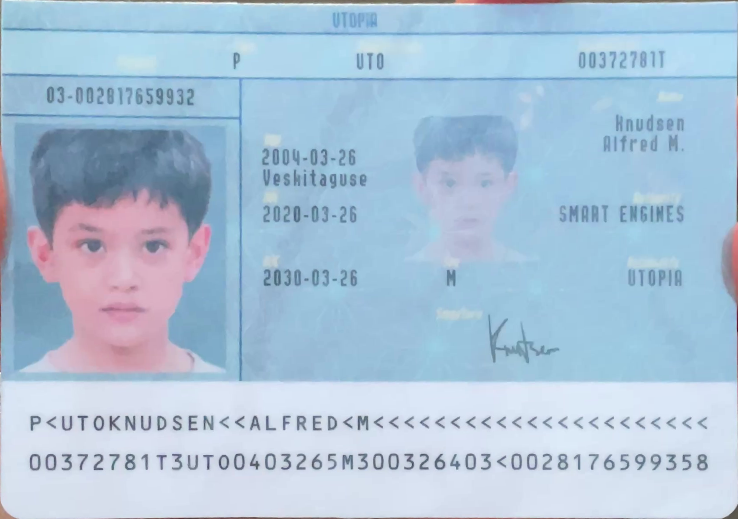 UTOPIA
P UTO 00372781T
03-002817659932
Knudsen
Alfred M.
2004-03-26
Veskitaguse
2020-03-26 SMART ENGINES
2030-03-26 M UTOPIA
Signature
Knutsen
P<UTOKNUDSEN<<ALFRED<M<<<<<<<<<<<<<<<<<<<<<<
00372781T3UTO0403265M300326403<0028176599358